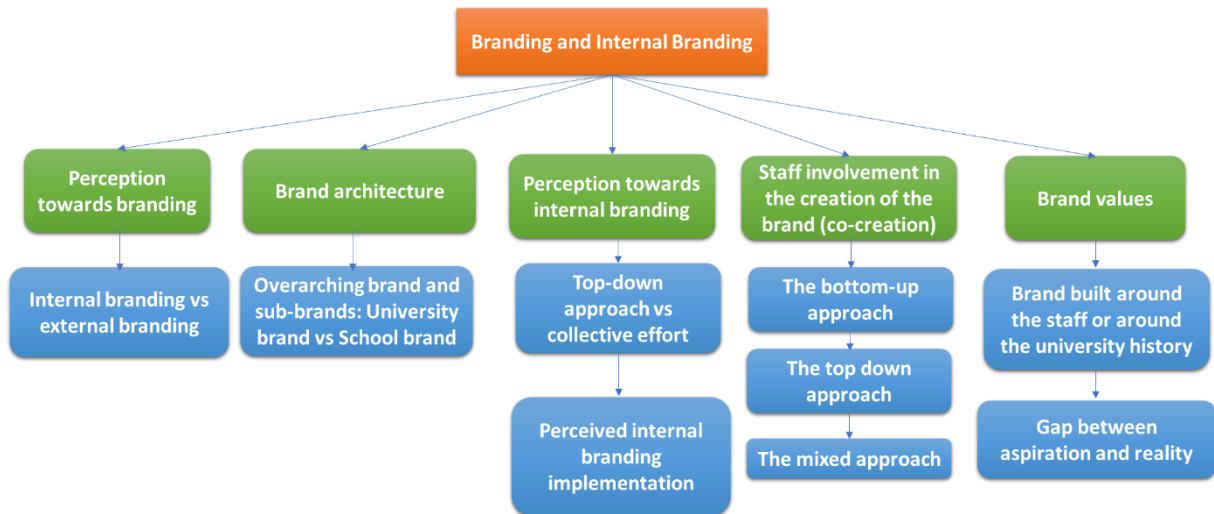 Branding and Internal Branding
Perception
towards branding
Brand architecture
Perception towards
internal branding
Staff involvement in
the creation of the
brand (co-creation)
Brand values
Internal branding vs
external branding
Overarching brand and
sub-brands: University
brand vs School brand
Top-down
approach vs
collective effort
Perceived internal
branding
implementation
The bottom-up
approach
The top down
approach
The mixed approach
Brand built around
the staff or around
the university history
Gap between
aspiration and reality